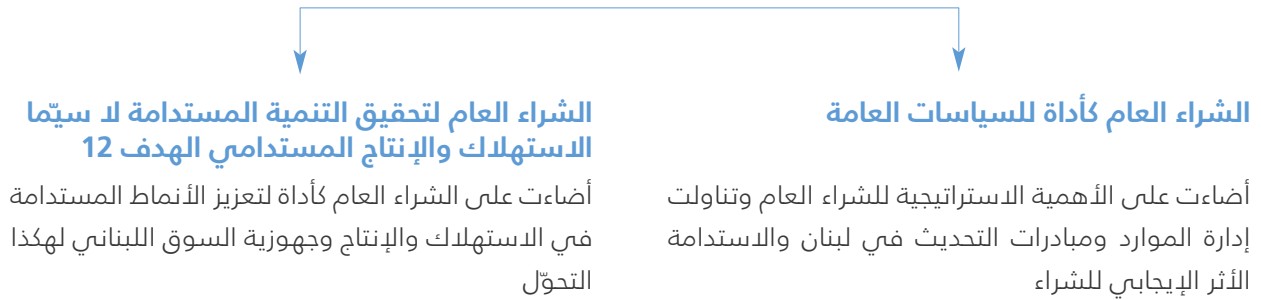 الشراء العام كأداة للسياسات العامة
أضاءت على الأهمية الاستراتيجية للشراء العام وتناولت
إدارة الموارد ومبادرات التحديث في لبنان والاستدامة
الأثر الإيجابي للشراء
الشراء العام لتحقيق التنمية المستدامة لا سيّما
الاستهلاك والإنتاج المستدامي الهدف 12
أضاءت على الشراء العام كأداة لتعزيز الأنماط المستدامة
في الاستهلاك والإنتاج وجهوزية السوق اللبناني لهكذا
التحوّل